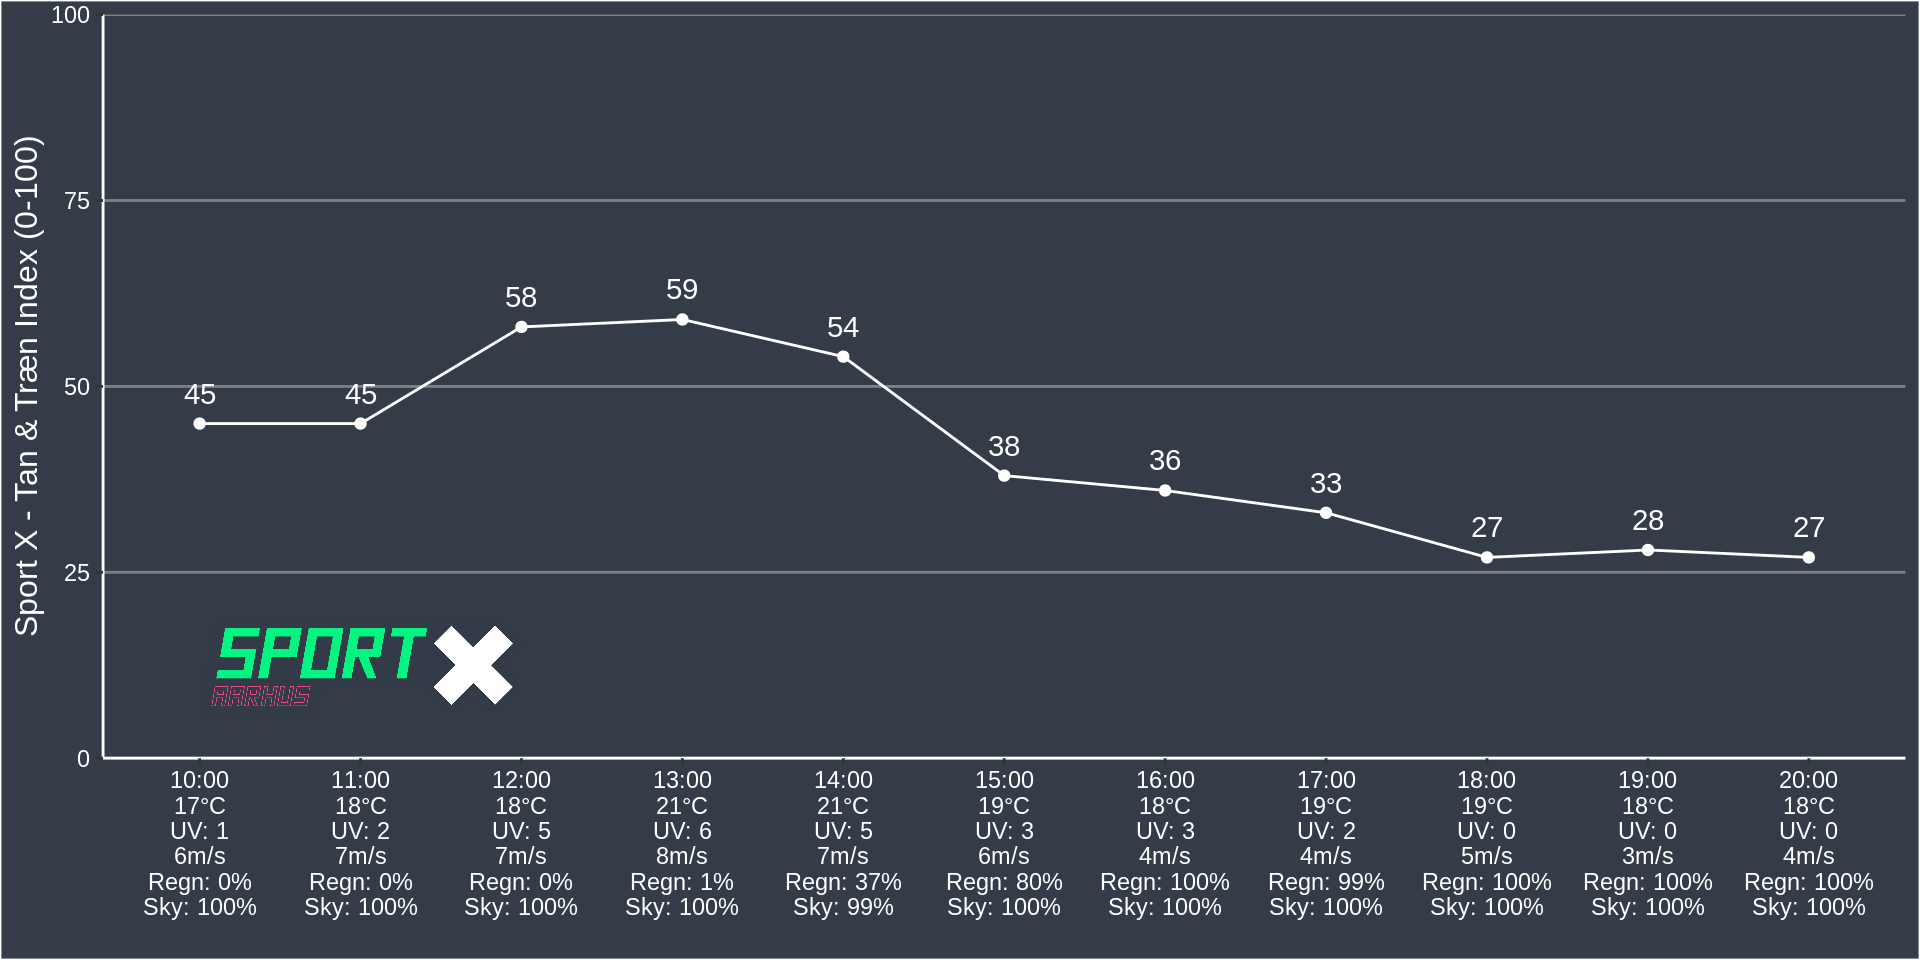 Sport X - Tan & Træn Index (0-100)
100
75
50
25
0
45
45
58
59
54
38
36
33
27
28
27
SPORT X
AARHUS
10:00 11:00 12:00 13:00 14:00 15:00 16:00 17:00 18:00 19:00 20:00
17°C 18°C 18°C 21°C 21°C 19°C 18°C 19°C 19°C 18°C 18°C
UV: 1 UV: 2 UV: 5 UV: 6 UV: 5 UV: 3 UV: 3 UV: 2 UV: 0 UV: 0 UV: 0
6m/s 7m/s 7m/s 8m/s 7m/s 6m/s 4m/s 4m/s 5m/s 3m/s 4m/s
Regn: 0% Regn: 0% Regn: 0% Regn: 1% Regn: 37% Regn: 80% Regn: 100% Regn: 99% Regn: 100% Regn: 100% Regn: 100%
Sky: 100% Sky: 100% Sky: 100% Sky: 100% Sky: 99% Sky: 100% Sky: 100% Sky: 100% Sky: 100% Sky: 100% Sky: 100%